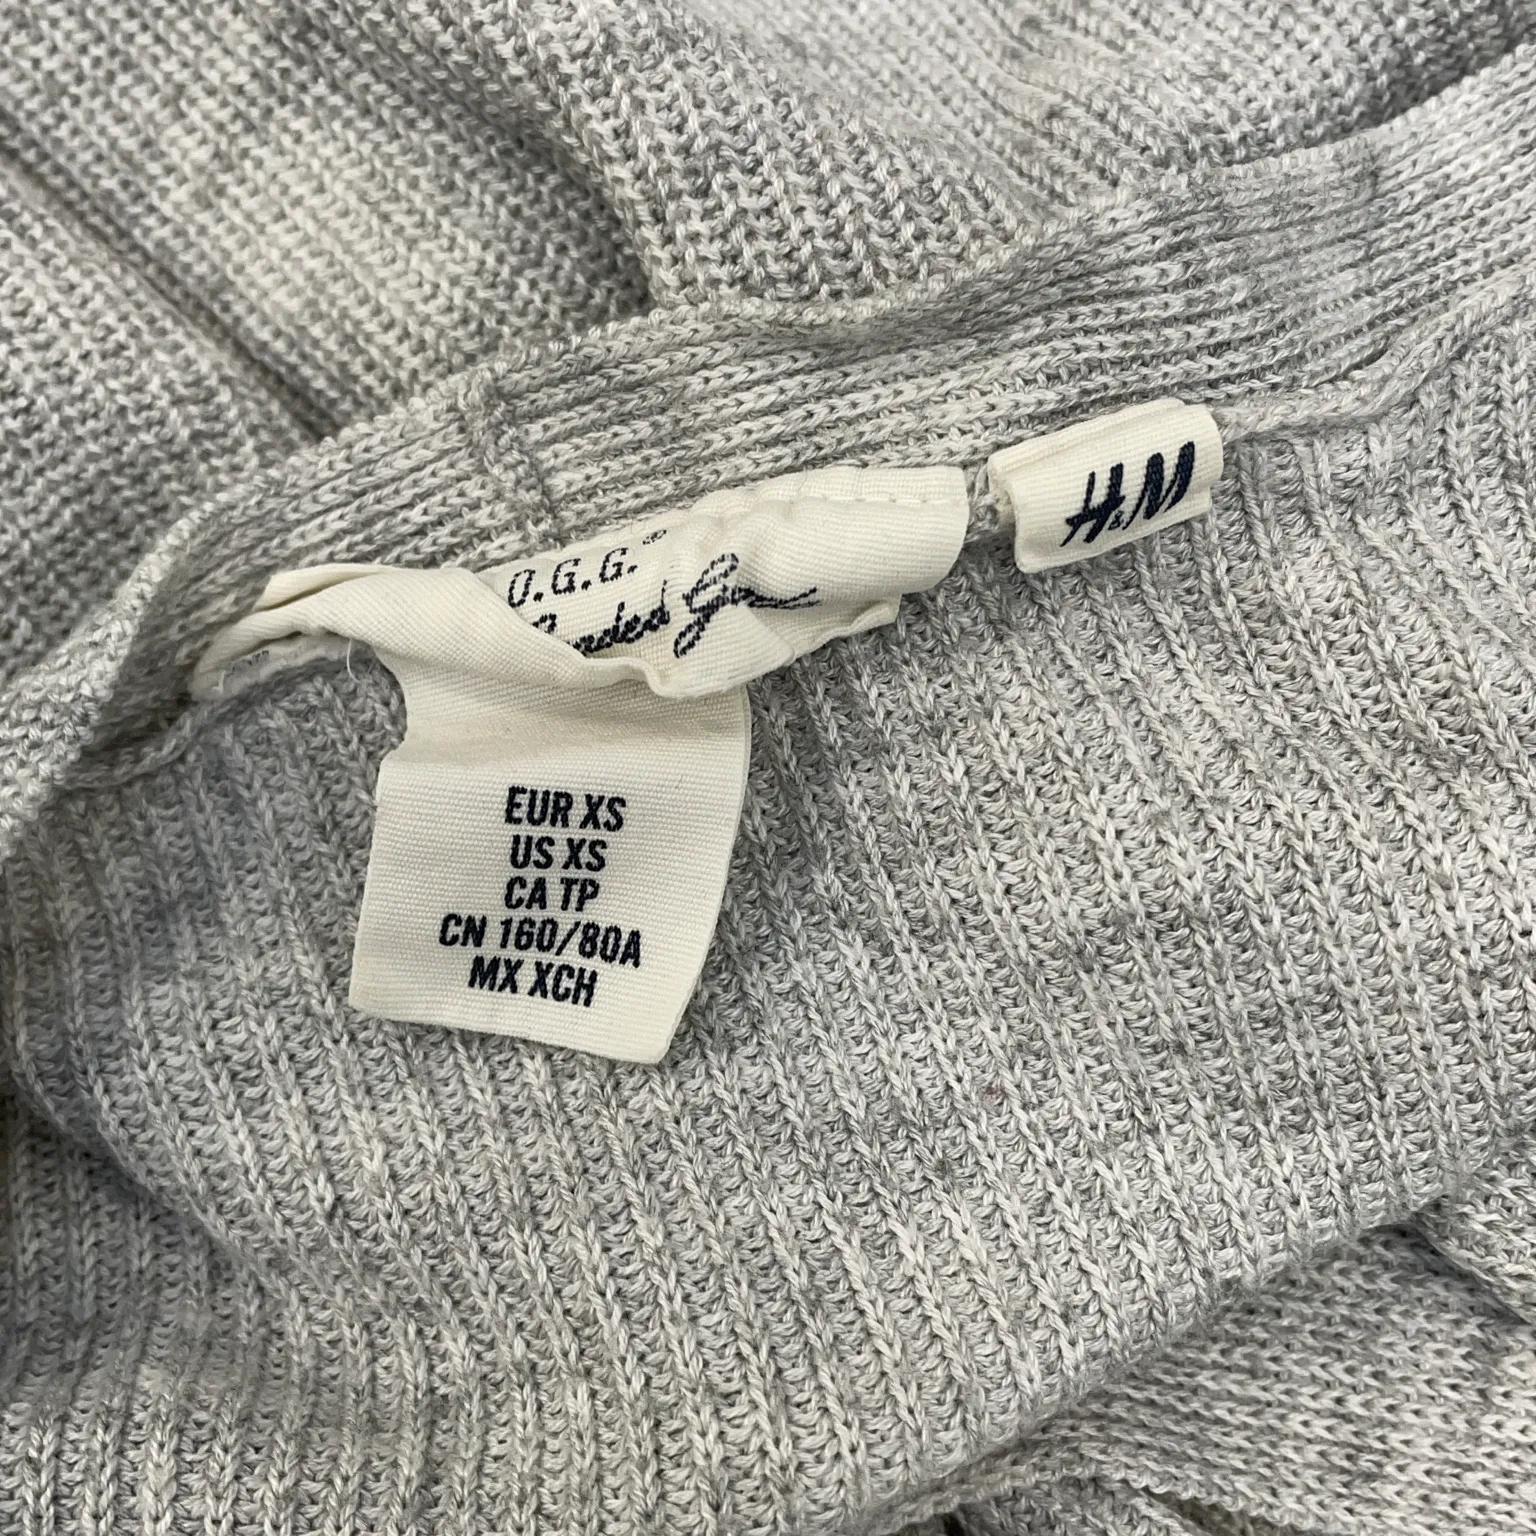 O.G.G.®
H&M
EUR XS
US XS
CA TP
CN 160/80A
MX XCH